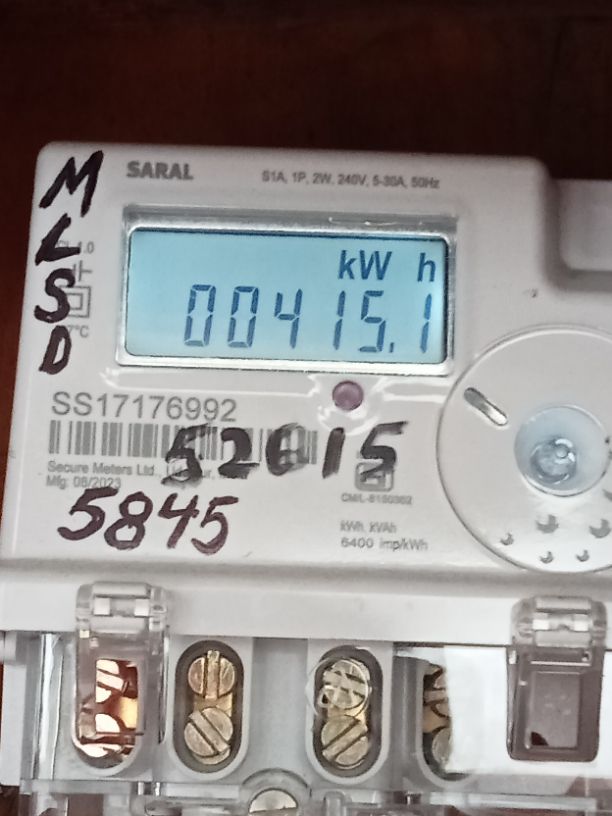 SARAL
S1A, 1P, 2W, 240V, 5-30A, 50Hz
M
L
S
D
kW h
00415.1
SS17176992
Secure Meters Ltd.,
Mfg: 08/2023
5845
kWh, kVAh
6400 imp/kWh